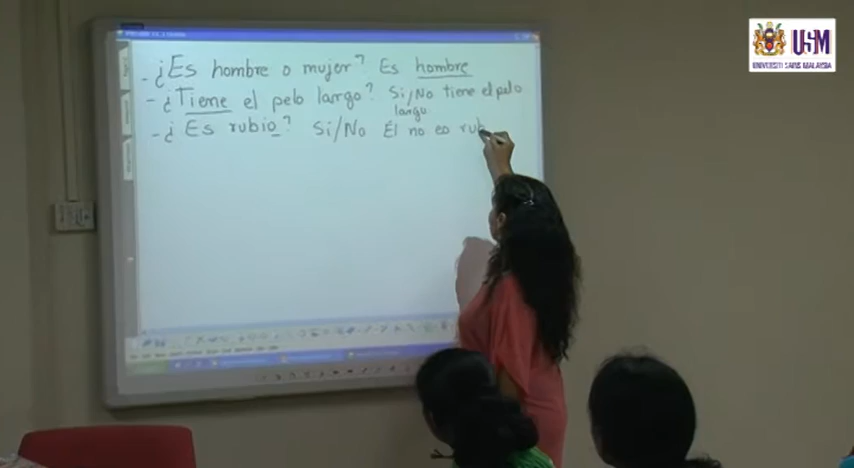 - ¿Es hombre o mujer? Es hombre
- ¿Tiene el pelo largo? Si/No tiene el pelo
largo
- ¿Es rubio? Si/No Él no es rub
USM
UNIVERSITI SAINS MALAYSIA